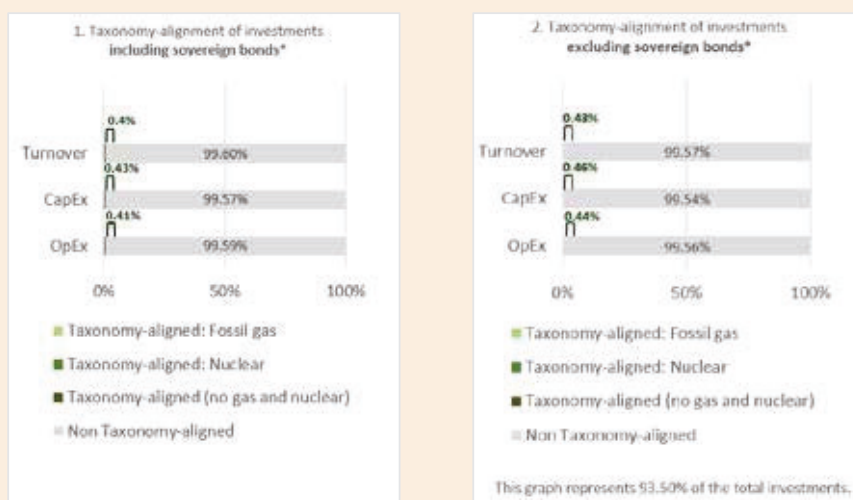 1. Taxonomy-alignment of investments
including sovereign bonds*
0.4%
Turnover
99.60%
0.43%
CapEx
99.57%
0.41%
OpEx
99.59%
0%
50%
100%
Taxonomy-aligned: Fossil gas
Taxonomy-aligned: Nuclear
Taxonomy-aligned (no gas and nuclear)
Non Taxonomy-aligned
2. Taxonomy-alignment of investments
excluding sovereign bonds*
0.43%
Turnover
99.57%
0.46%
CapEx
99.54%
0.44%
OpEx
99.56%
0%
50%
100%
Taxonomy-aligned: Fossil gas
Taxonomy-aligned: Nuclear
Taxonomy-aligned (no gas and nuclear)
Non Taxonomy-aligned
This graph represents 93.50% of the total investments.